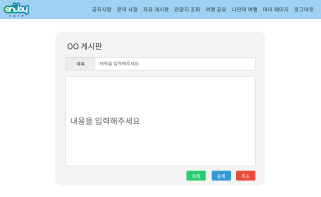 enjoy
TRIP
공지사항 문의 사항 자유 게시판 관광지 조회 여행 공유 나만의 여행 마이 페이지 로그아웃
OO 게시판
제목 제목을 입력해주세요
내용을 입력해주세요
목록 등록 취소